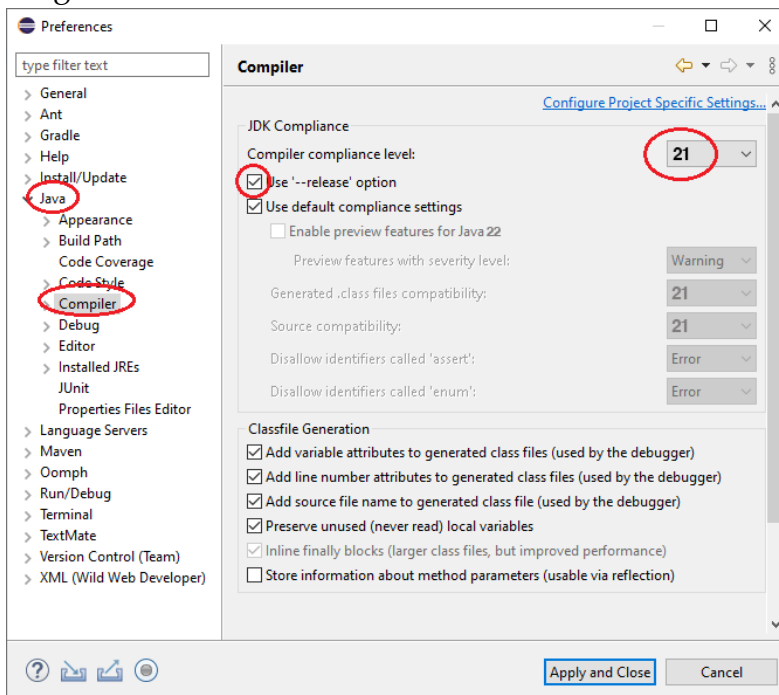 Preferences
type filter text
General
Ant
Gradle
Help
Install/Update
Java
Appearance
Build Path
Code Coverage
Code Style
Compiler
Debug
Editor
Installed JREs
JUnit
Properties Files Editor
Language Servers
Maven
Oomph
Run/Debug
Terminal
TextMate
Version Control (Team)
XML (Wild Web Developer)
Compiler
Configure Project Specific Settings...
JDK Compliance
Compiler compliance level: 21
Use '--release' option
Use default compliance settings
Enable preview features for Java 22
Preview features with severity level: Warning
Generated .class files compatibility: 21
Source compatibility: 21
Disallow identifiers called 'assert': Error
Disallow identifiers called 'enum': Error
Classfile Generation
Add variable attributes to generated class files (used by the debugger)
Add line number attributes to generated class files (used by the debugger)
Add source file name to generated class file (used by the debugger)
Preserve unused (never read) local variables
Inline finally blocks (larger class files, but improved performance)
Store information about method parameters (usable via reflection)
Apply and Close
Cancel